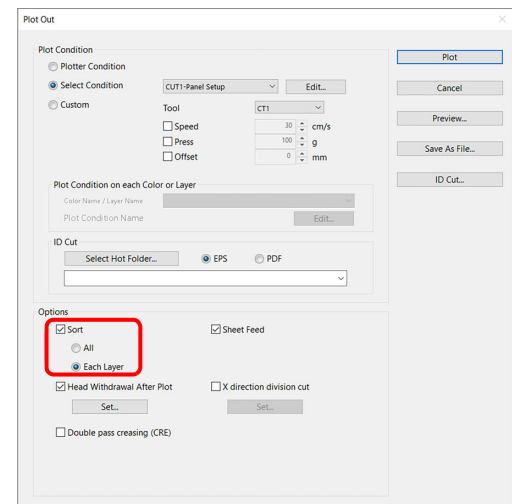 Plot Out
Plot Condition
Plotter Condition
Select Condition
CUT1-Panel Setup
Edit...
Custom
Tool
CT1
Speed
30
cm/s
Press
100
g
Offset
0
mm
Plot Condition on each Color or Layer
Color Name / Layer Name
Plot Condition Name
Edit...
ID Cut
Select Hot Folder...
EPS
PDF
Options
Sort
Sheet Feed
All
Each Layer
Head Withdrawal After Plot
X direction division cut
Set...
Set...
Double pass creasing (CRE)
Plot
Cancel
Preview...
Save As File...
ID Cut...